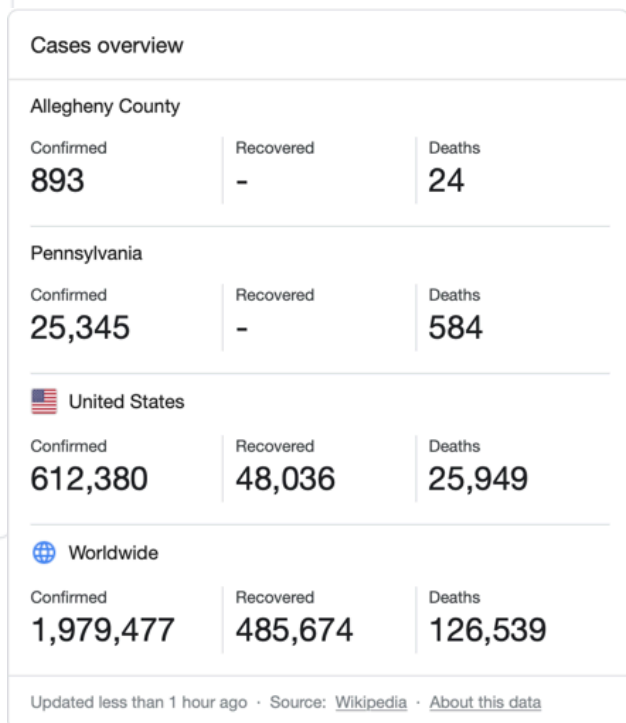 Cases overview
Allegheny County
Confirmed Recovered Deaths
893 - 24
Pennsylvania
Confirmed Recovered Deaths
25,345 - 584
United States
Confirmed Recovered Deaths
612,380 48,036 25,949
Worldwide
Confirmed Recovered Deaths
1,979,477 485,674 126,539
Updated less than 1 hour ago · Source: Wikipedia · About this data